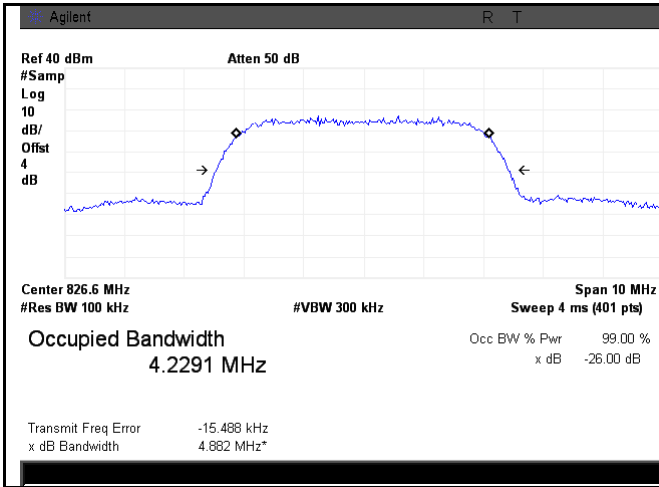 Agilent R T
Ref 40 dBm Atten 50 dB
#Samp
Log
10
dB/
Offst
4
dB
Center 826.6 MHz Span 10 MHz
#Res BW 100 kHz #VBW 300 kHz Sweep 4 ms (401 pts)
Occupied Bandwidth Occ BW % Pwr 99.00 %
4.2291 MHz x dB -26.00 dB
Transmit Freq Error -15.488 kHz
x dB Bandwidth 4.882 MHz*